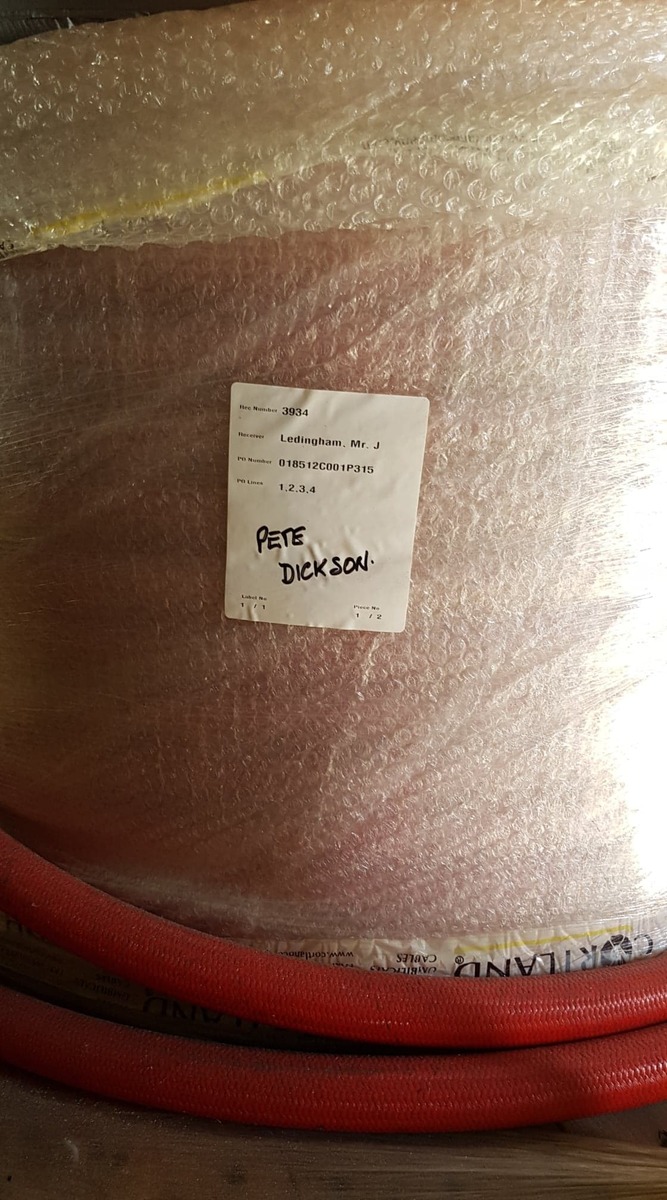 Rec Number 3934
Receiver Ledingham, Mr. J
PO Number 018512C001P315
PO Lines 1,2,3,4
PETE
DICKSON.
Label No Piece No
1 / 1 1 / 2
CORTLAND®
UMBILICALS
CABLES